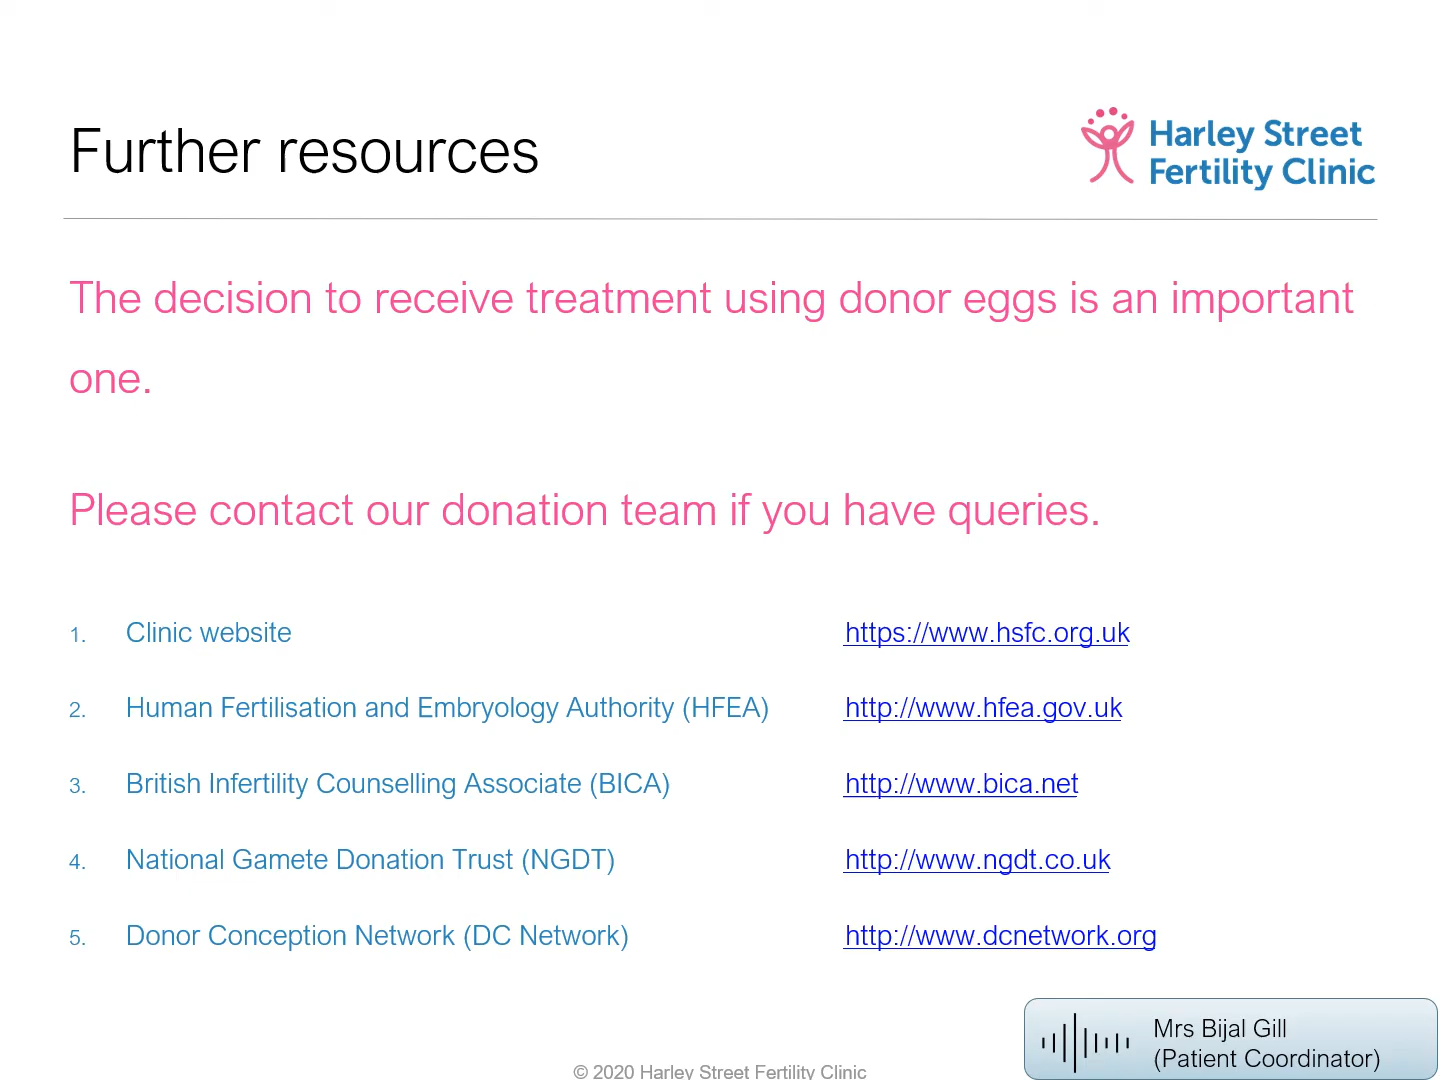 Further resources
Harley Street
Fertility Clinic
The decision to receive treatment using donor eggs is an important
one.
Please contact our donation team if you have queries.
1. Clinic website https://www.hsfc.org.uk
2. Human Fertilisation and Embryology Authority (HFEA) http://www.hfea.gov.uk
3. British Infertility Counselling Associate (BICA) http://www.bica.net
4. National Gamete Donation Trust (NGDT) http://www.ngdt.co.uk
5. Donor Conception Network (DC Network) http://www.dcnetwork.org
Mrs Bijal Gill
(Patient Coordinator)
© 2020 Harley Street Fertility Clinic